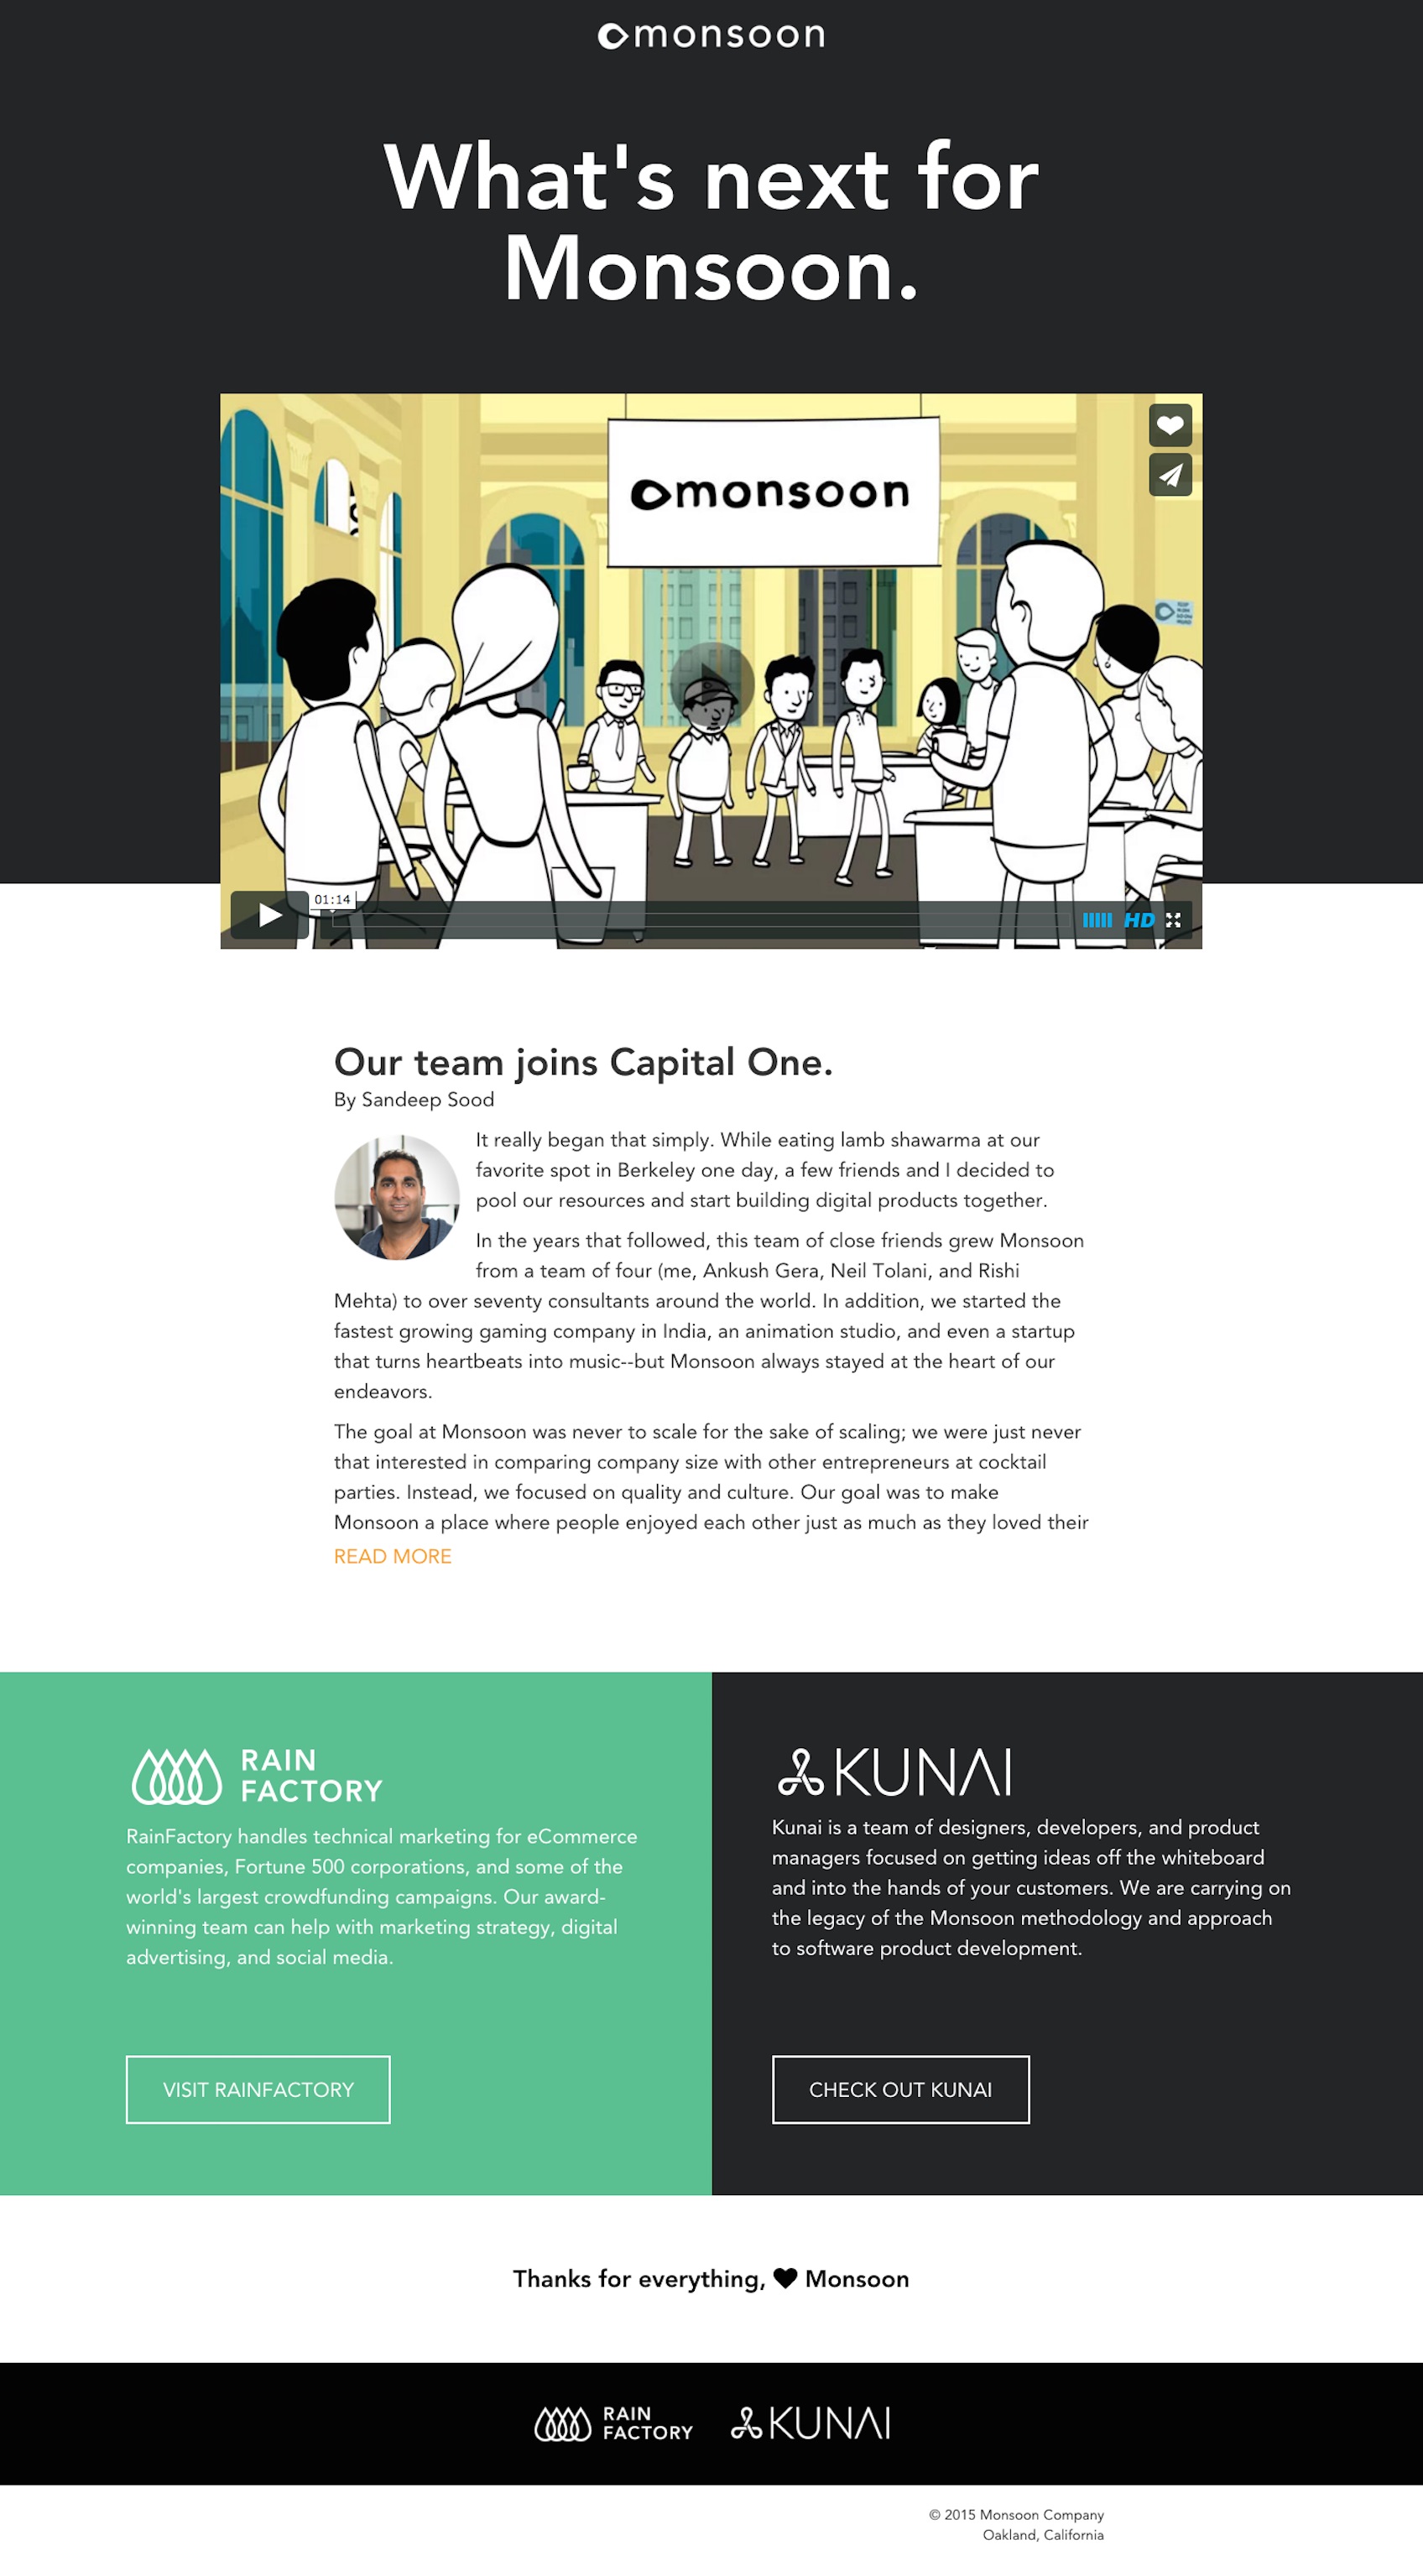 monsoon
What's next for
Monsoon.
monsoon
01:14
HD
Our team joins Capital One.
By Sandeep Sood
It really began that simply. While eating lamb shawarma at our
favorite spot in Berkeley one day, a few friends and I decided to
pool our resources and start building digital products together.
In the years that followed, this team of close friends grew Monsoon
from a team of four (me, Ankush Gera, Neil Tolani, and Rishi
Mehta) to over seventy consultants around the world. In addition, we started the
fastest growing gaming company in India, an animation studio, and even a startup
that turns heartbeats into music--but Monsoon always stayed at the heart of our
endeavors.
The goal at Monsoon was never to scale for the sake of scaling; we were just never
that interested in comparing company size with other entrepreneurs at cocktail
parties. Instead, we focused on quality and culture. Our goal was to make
Monsoon a place where people enjoyed each other just as much as they loved their
READ MORE
RAIN
FACTORY
RainFactory handles technical marketing for eCommerce
companies, Fortune 500 corporations, and some of the
world's largest crowdfunding campaigns. Our award-
winning team can help with marketing strategy, digital
advertising, and social media.
VISIT RAINFACTORY
KUNAI
Kunai is a team of designers, developers, and product
managers focused on getting ideas off the whiteboard
and into the hands of your customers. We are carrying on
the legacy of the Monsoon methodology and approach
to software product development.
CHECK OUT KUNAI
Thanks for everything, ♥ Monsoon
RAIN
FACTORY
KUNAI
© 2015 Monsoon Company
Oakland, California